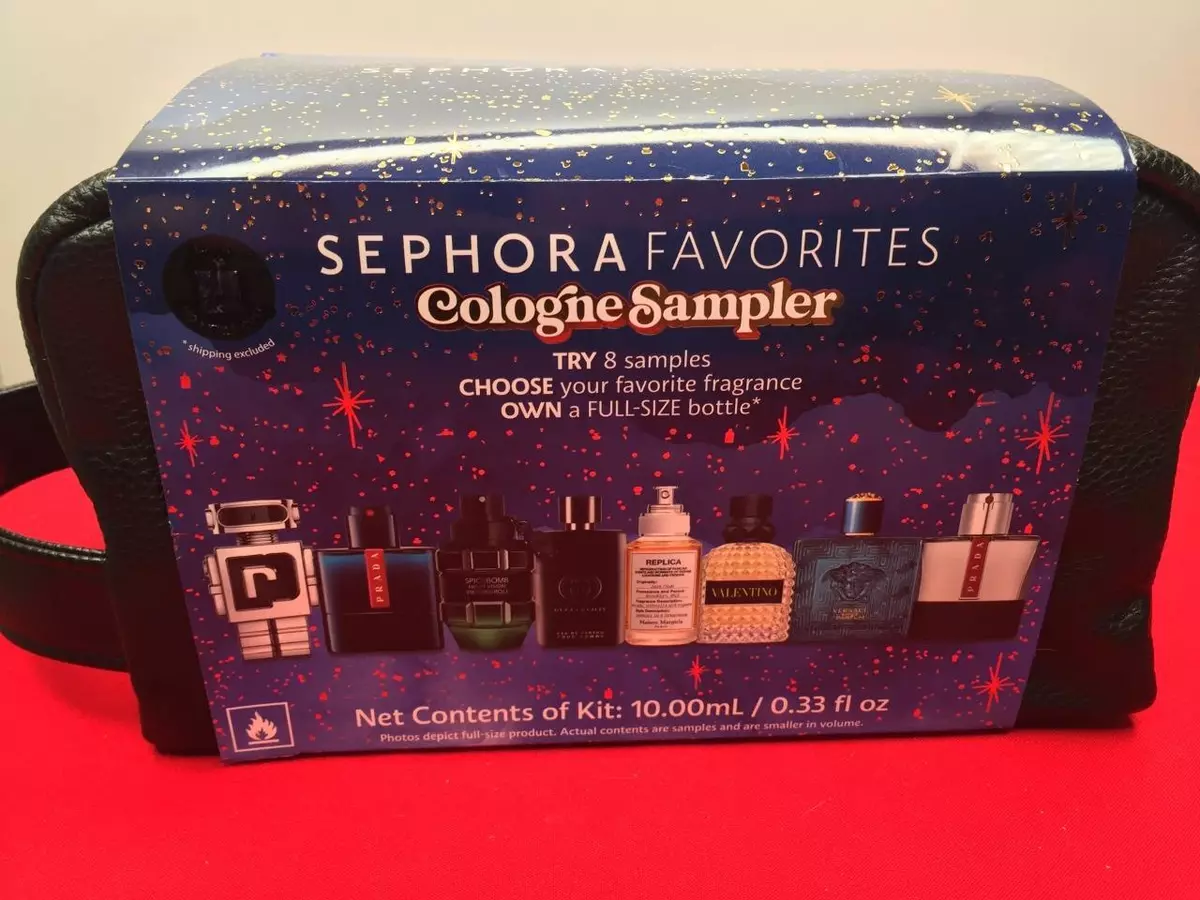 SEPHORA FAVORITES
Cologne Sampler
*shipping excluded
TRY 8 samples
CHOOSE your favorite fragrance
OWN a FULL-SIZE bottle*
PRADA
SPICEBOMB
REPLICA
Maison Margiela
VALENTINO
VERSACE
PRADA
Net Contents of Kit: 10.00mL / 0.33 fl oz
Photos depict full-size product. Actual contents are samples and are smaller in volume.